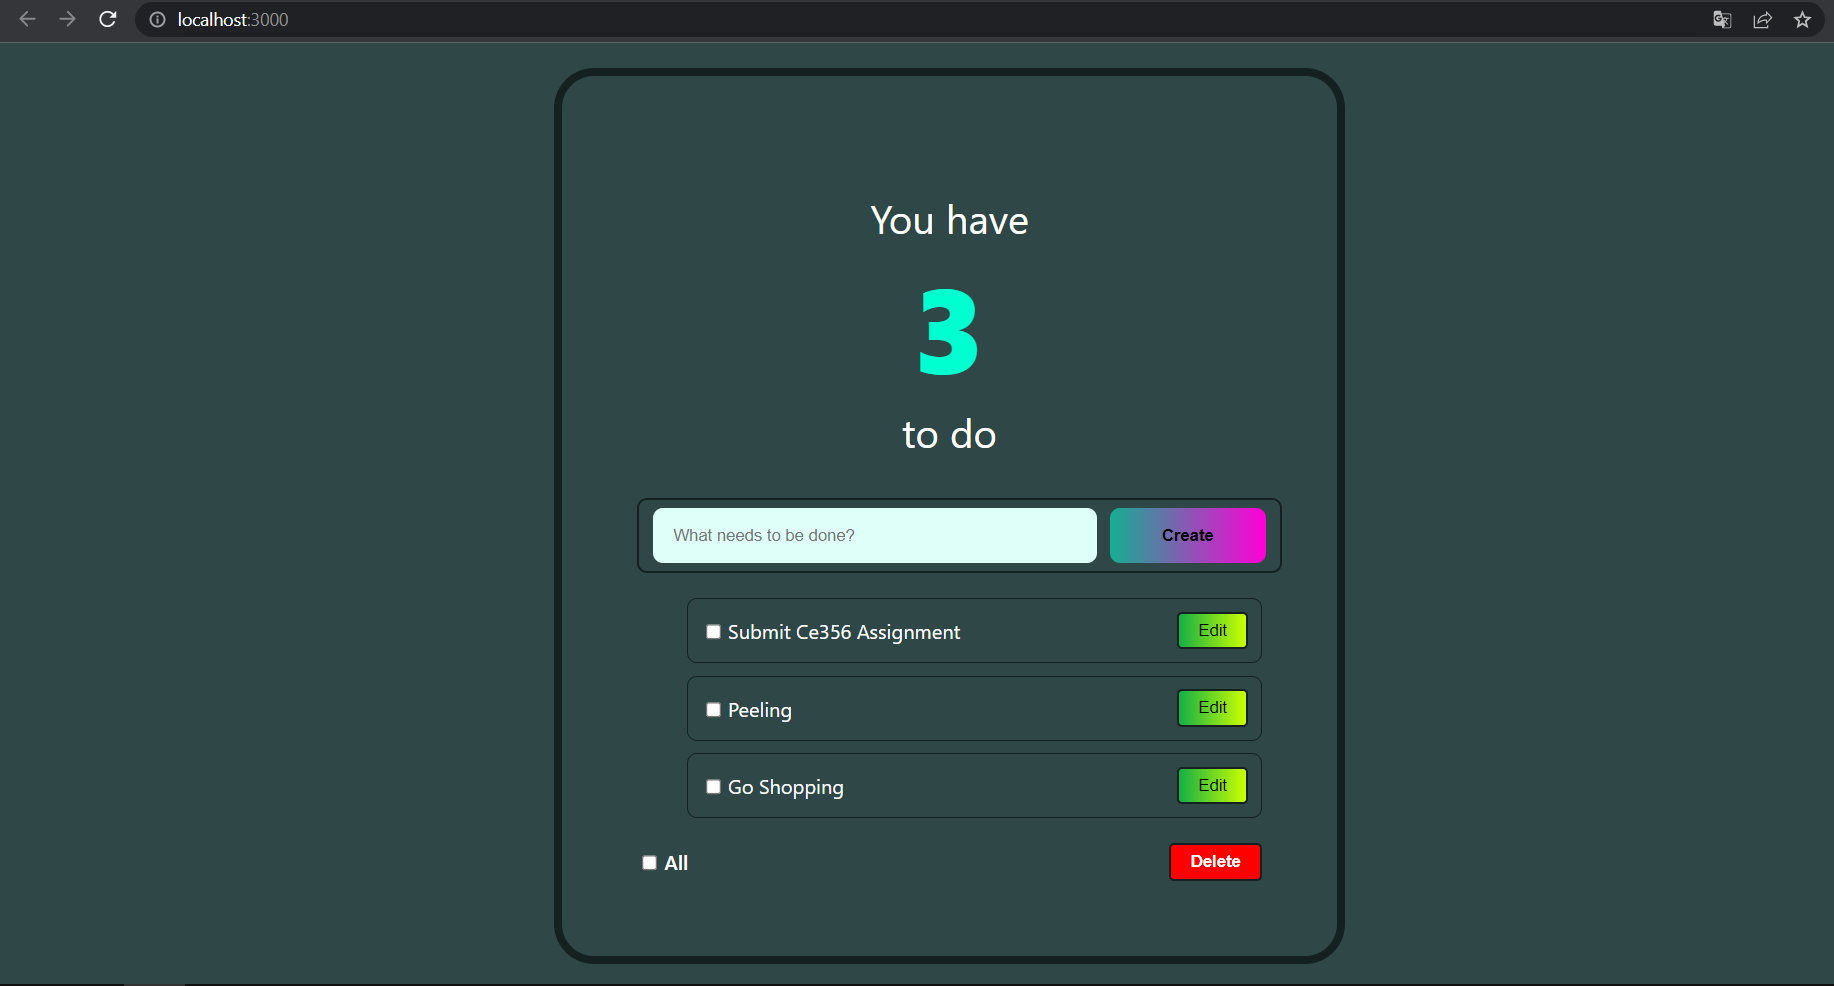 localhost:3000
You have
3
to do
What needs to be done?
Create
Submit Ce356 Assignment
Edit
Peeling
Edit
Go Shopping
Edit
All
Delete